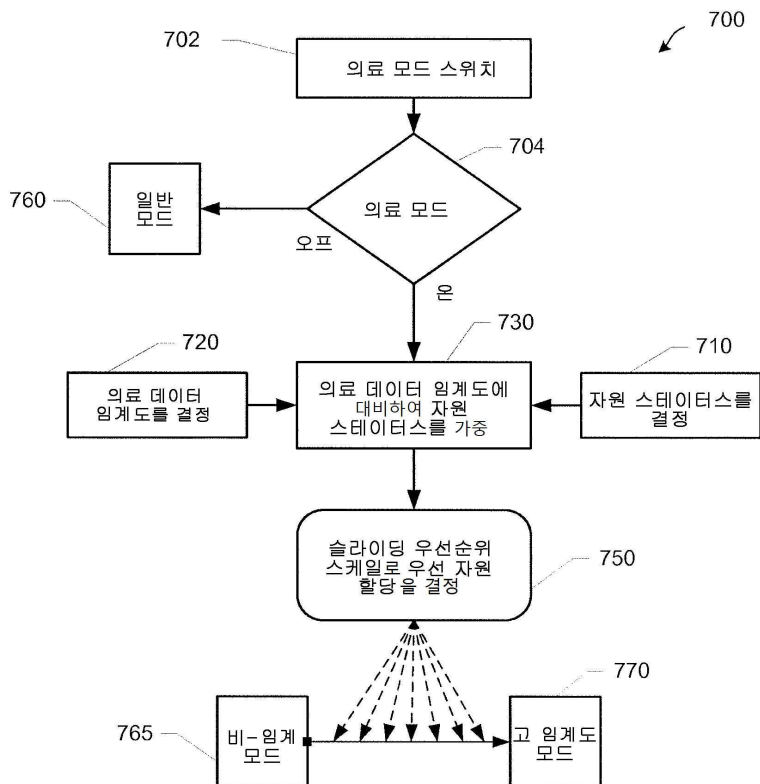 700
702
의료 모드 스위치
704
760
일반
모드
의료 모드
오프
온
730
720
710
의료 데이터
임계도를 결정
의료 데이터 임계도에
대비하여 자원
스테이터스를 가중
자원 스테이터스를
결정
슬라이딩 우선순위
스케일로 우선 자원
할당을 결정
750
770
765
비-임계
모드
고 임계도
모드